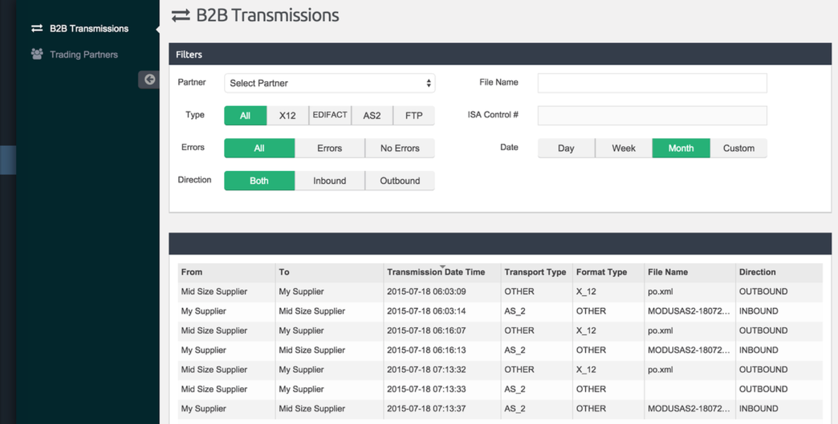 B2B Transmissions
B2B Transmissions
Trading Partners
Filters
Partner Select Partner File Name
Type All X12 EDIFACT AS2 FTP ISA Control #
Errors All Errors No Errors Date Day Week Month Custom
Direction Both Inbound Outbound
From To Transmission Date Time Transport Type Format Type File Name Direction
Mid Size Supplier My Supplier 2015-07-18 06:03:09 OTHER X_12 po.xml OUTBOUND
My Supplier Mid Size Supplier 2015-07-18 06:03:14 AS_2 OTHER MODUSAS2-18072... INBOUND
Mid Size Supplier My Supplier 2015-07-18 06:16:07 OTHER X_12 po.xml OUTBOUND
My Supplier Mid Size Supplier 2015-07-18 06:16:13 AS_2 OTHER MODUSAS2-18072... INBOUND
Mid Size Supplier My Supplier 2015-07-18 07:13:32 OTHER X_12 po.xml OUTBOUND
Mid Size Supplier My Supplier 2015-07-18 07:13:33 AS_2 OTHER OUTBOUND
My Supplier Mid Size Supplier 2015-07-18 07:13:37 AS_2 OTHER MODUSAS2-18072... INBOUND